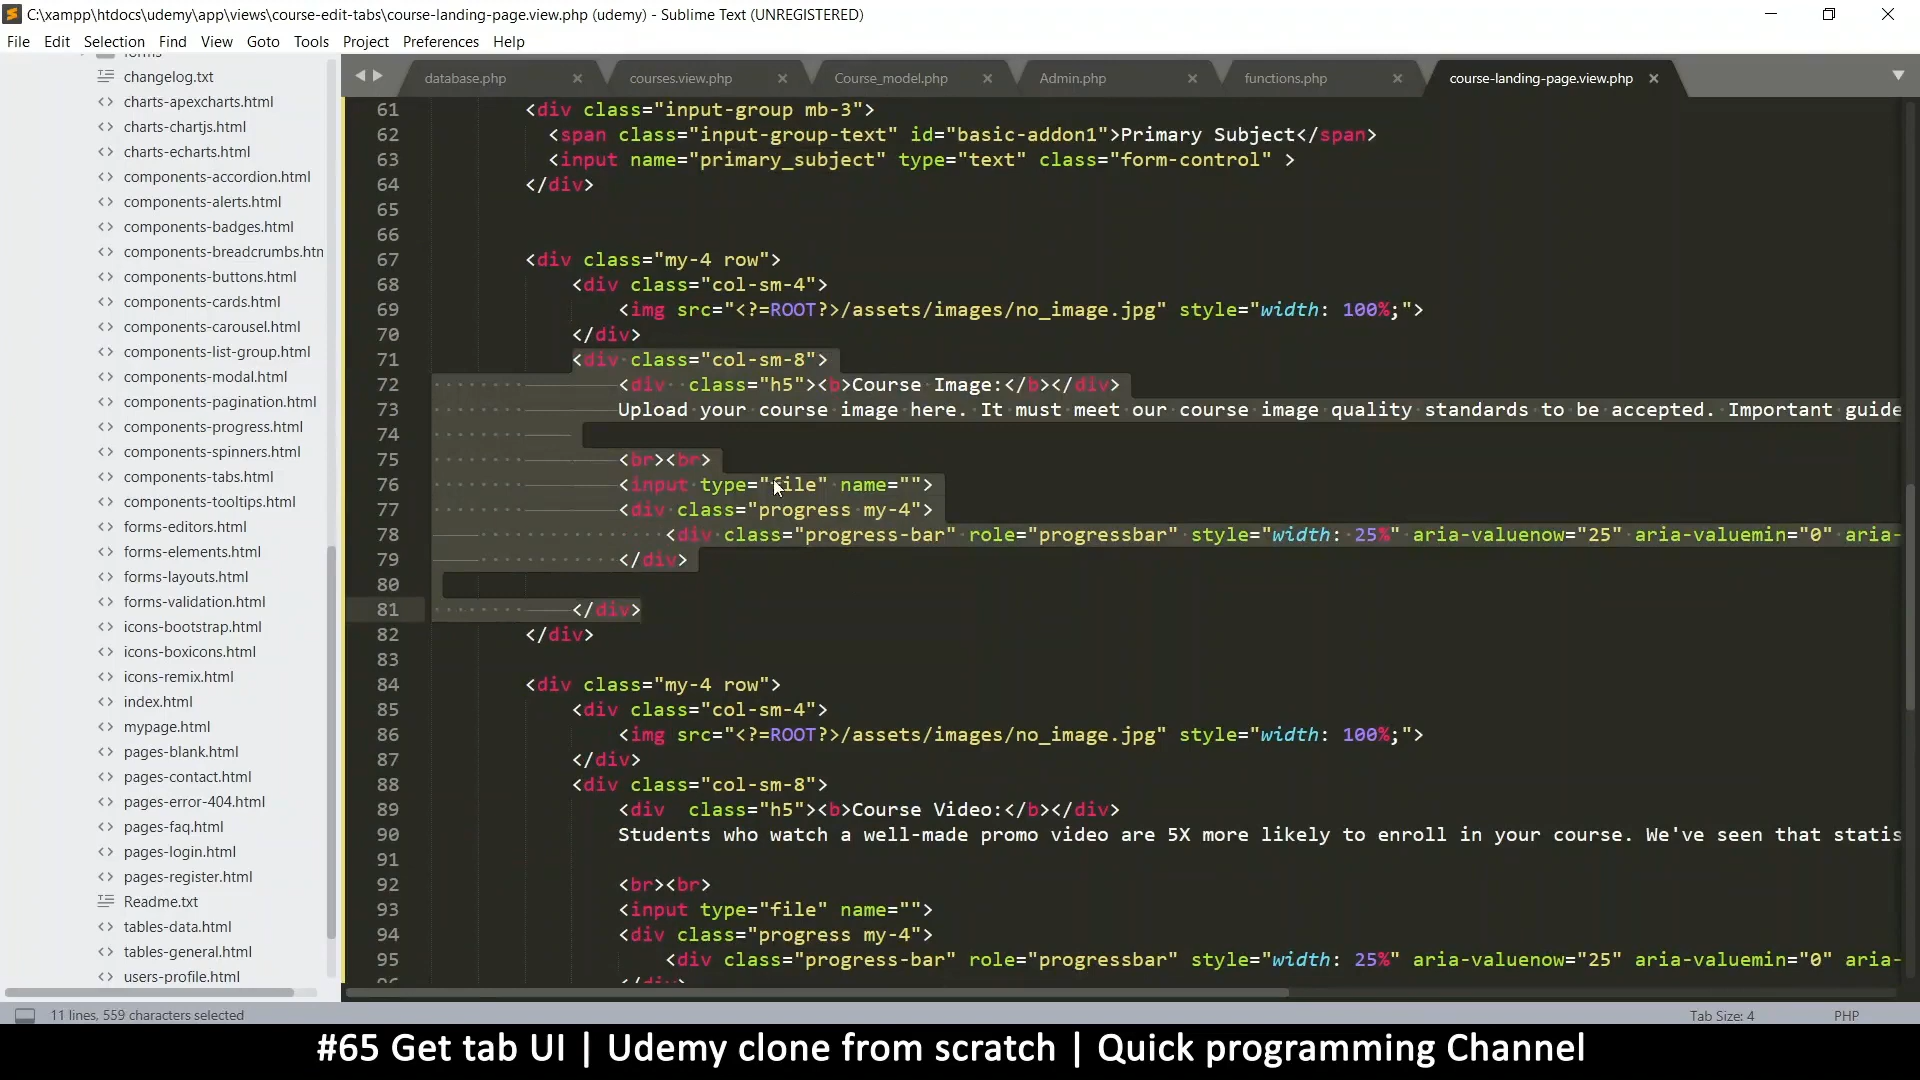 C:\xampp\htdocs\udemy\app\views\course-edit-tabs\course-landing-page.view.php (udemy) - Sublime Text (UNREGISTERED)
File Edit Selection Find View Goto Tools Project Preferences Help
database.php courses.view.php Course_model.php Admin.php functions.php course-landing-page.view.php
changelog.txt
charts-apexcharts.html
charts-chartjs.html
charts-echarts.html
components-accordion.html
components-alerts.html
components-badges.html
components-breadcrumbs.htm
components-buttons.html
components-cards.html
components-carousel.html
components-list-group.html
components-modal.html
components-pagination.html
components-progress.html
components-spinners.html
components-tabs.html
components-tooltips.html
forms-editors.html
forms-elements.html
forms-layouts.html
forms-validation.html
icons-bootstrap.html
icons-boxicons.html
icons-remix.html
index.html
mypage.html
pages-blank.html
pages-contact.html
pages-error-404.html
pages-faq.html
pages-login.html
pages-register.html
Readme.txt
tables-data.html
tables-general.html
users-profile.html
61 <div class="input-group mb-3">
62 <span class="input-group-text" id="basic-addon1">Primary Subject</span>
63 <input name="primary_subject" type="text" class="form-control" >
64 </div>
65
66
67 <div class="my-4 row">
68 <div class="col-sm-4">
69 <img src="<?=ROOT?>/assets/images/no_image.jpg" style="width: 100%;">
70 </div>
71 <div class="col-sm-8">
72 <div  class="h5"><b>Course Image:</b></div>
73 Upload your course image here. It must meet our course image quality standards to be accepted. Important guide
74
75 <br><br>
76 <input type="file" name="">
77 <div class="progress my-4">
78 <div class="progress-bar" role="progressbar" style="width: 25%" aria-valuenow="25" aria-valuemin="0" aria-
79 </div>
80
81 </div>
82 </div>
83
84 <div class="my-4 row">
85 <div class="col-sm-4">
86 <img src="<?=ROOT?>/assets/images/no_image.jpg" style="width: 100%;">
87 </div>
88 <div class="col-sm-8">
89 <div  class="h5"><b>Course Video:</b></div>
90 Students who watch a well-made promo video are 5X more likely to enroll in your course. We've seen that statis
91
92 <br><br>
93 <input type="file" name="">
94 <div class="progress my-4">
95 <div class="progress-bar" role="progressbar" style="width: 25%" aria-valuenow="25" aria-valuemin="0" aria-
11 lines, 559 characters selected
Tab Size: 4 PHP
#65 Get tab UI | Udemy clone from scratch | Quick programming Channel